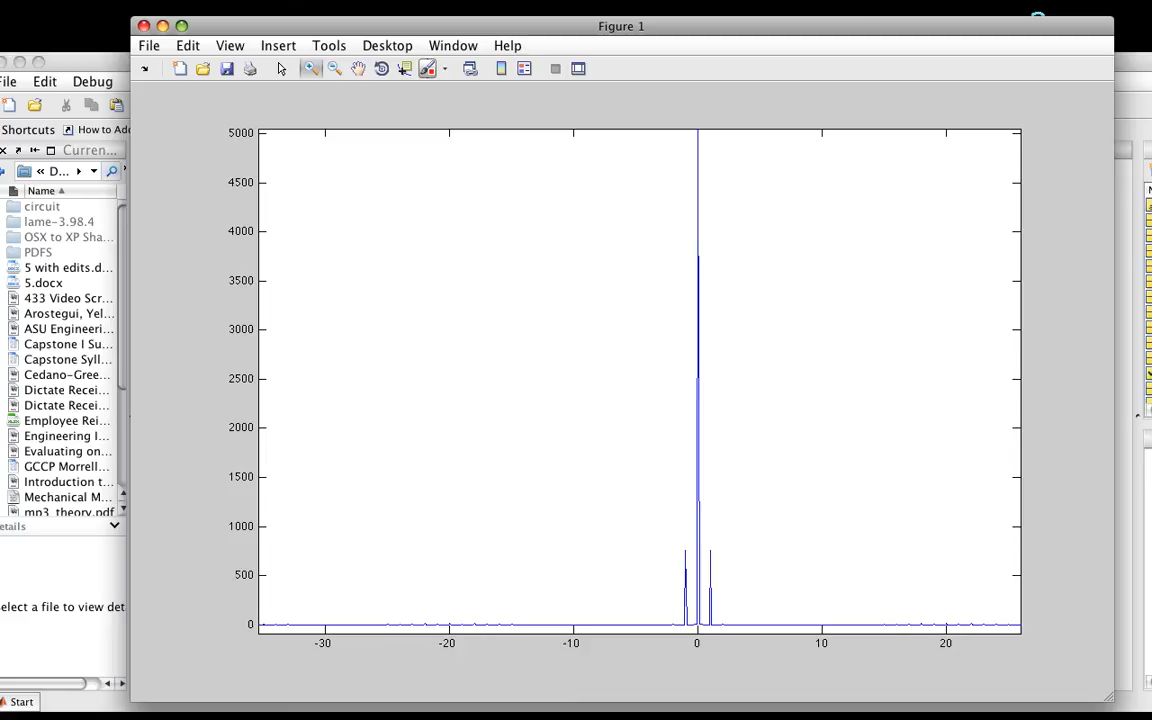 Figure 1
File Edit View Insert Tools Desktop Window Help
File Edit Debug
Shortcuts How to Add
Curren...
« D...
Name
circuit
lame-3.98.4
OSX to XP Sha...
PDFS
5 with edits.d...
5.docx
433 Video Scr...
Arostegui, Yel...
ASU Engineeri...
Capstone I Su...
Capstone Syll...
Cedano-Gree...
Dictate Recei...
Dictate Recei...
Employee Rei...
Engineering I...
Evaluating on...
GCCP Morrell...
Introduction t...
Mechanical M...
mp3_theory.pdf
etails
elect a file to view det
Start
5000
4500
4000
3500
3000
2500
2000
1500
1000
500
0
-30 -20 -10 0 10 20